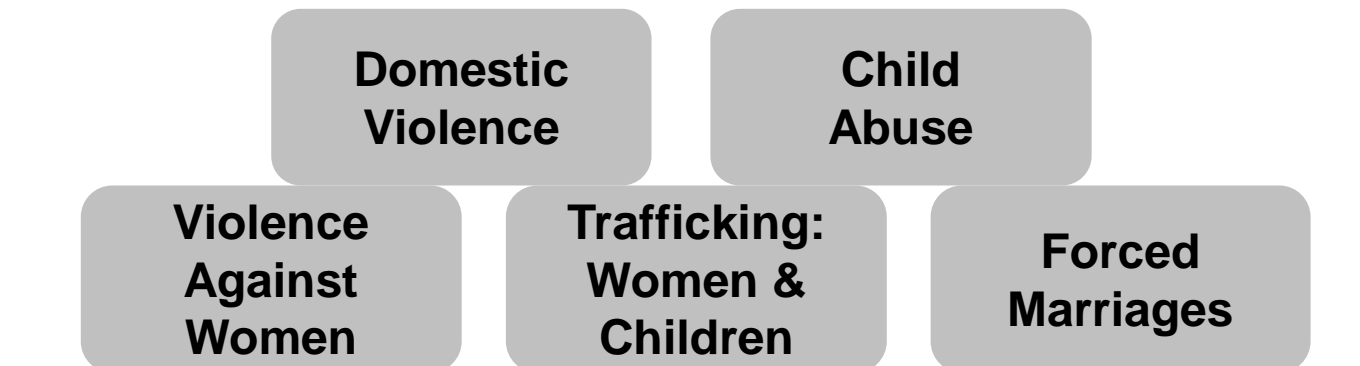 Domestic
Violence
Child
Abuse
Violence
Against
Women
Trafficking:
Women &
Children
Forced
Marriages